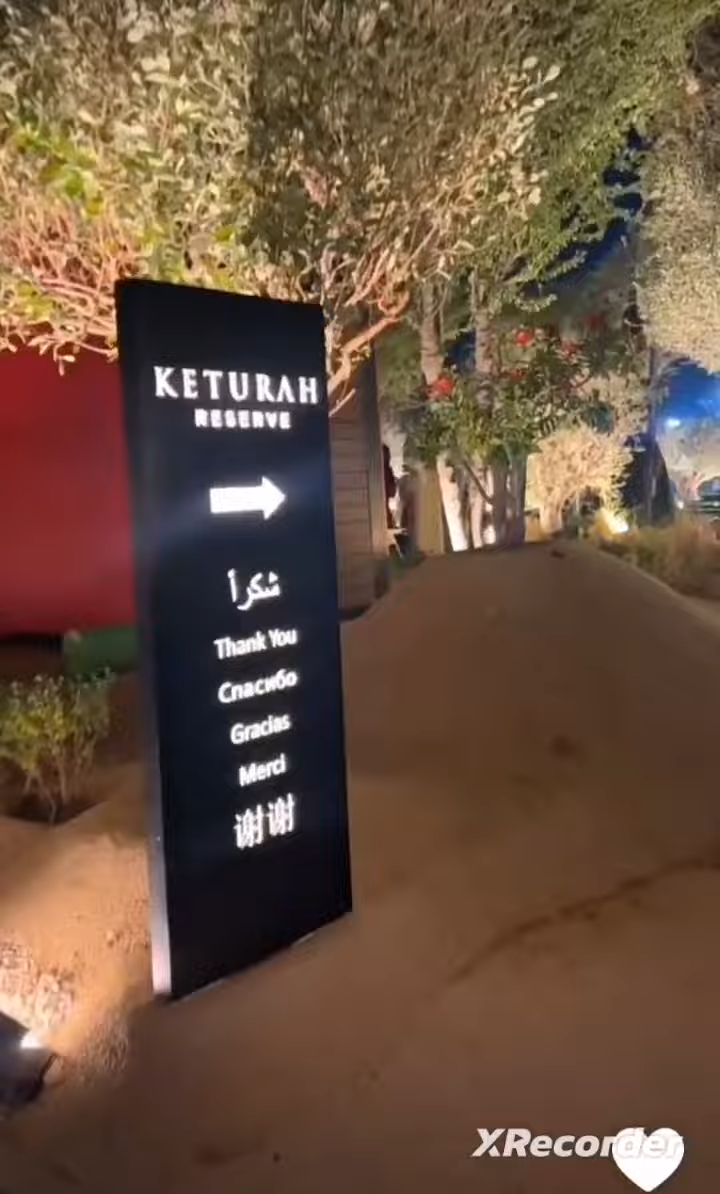 KETURAH
RESERVE
شكراً
Thank You
Спасибо
Gracias
Merci
谢谢
XRecorder